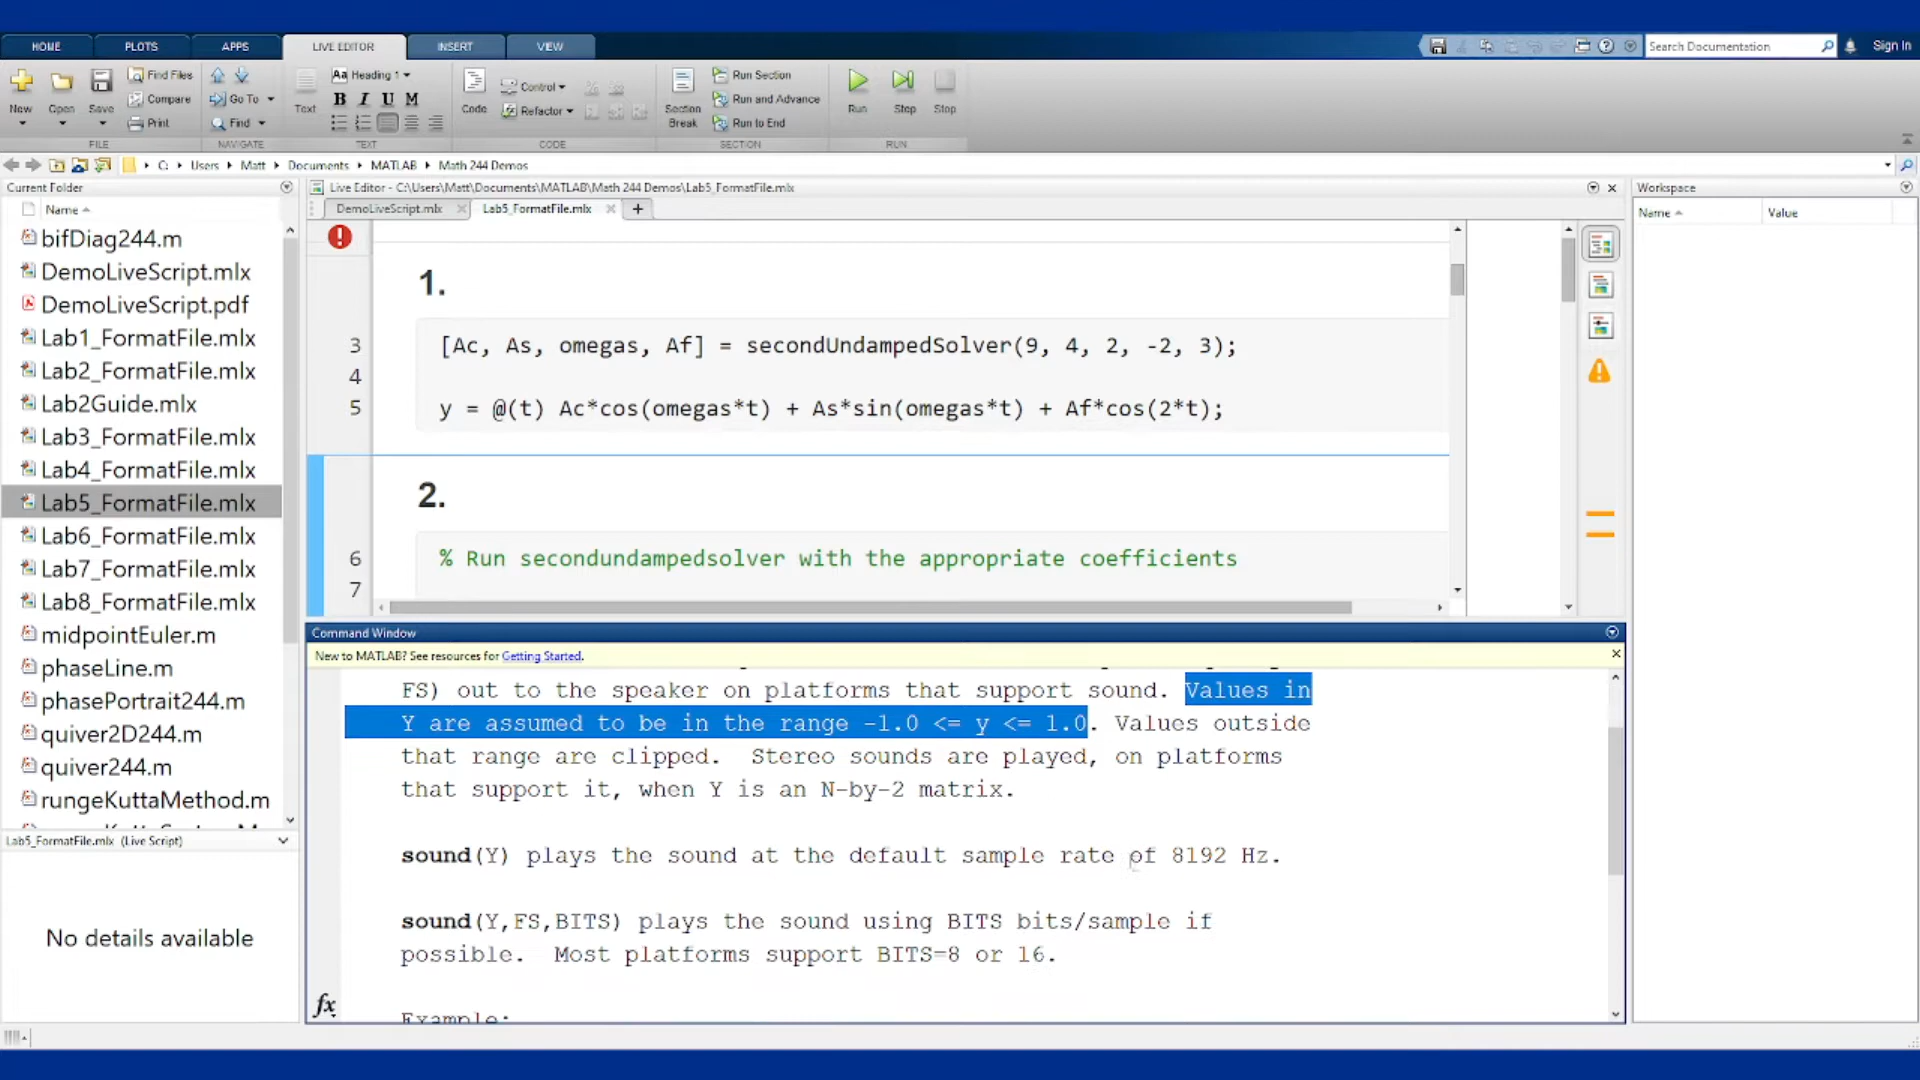 HOME PLOTS APPS LIVE EDITOR INSERT VIEW Search Documentation Sign In
New Open Save Find Files Compare Print Go To Find Text Aa Heading 1 B I U M Code Control Refactor Section Break Run Section Run and Advance Run to End Run Step Stop
FILE NAVIGATE TEXT CODE SECTION RUN
C: Users Matt Documents MATLAB Math 244 Demos
Current Folder
Name
bifDiag244.m
DemoLiveScript.mlx
DemoLiveScript.pdf
Lab1_FormatFile.mlx
Lab2_FormatFile.mlx
Lab2Guide.mlx
Lab3_FormatFile.mlx
Lab4_FormatFile.mlx
Lab5_FormatFile.mlx
Lab6_FormatFile.mlx
Lab7_FormatFile.mlx
Lab8_FormatFile.mlx
midpointEuler.m
phaseLine.m
phasePortrait244.m
quiver2D244.m
quiver244.m
rungeKuttaMethod.m
Lab5_FormatFile.mlx (Live Script)
No details available
Live Editor - C:\Users\Matt\Documents\MATLAB\Math 244 Demos\Lab5_FormatFile.mlx
DemoLiveScript.mlx Lab5_FormatFile.mlx
1.
3 [Ac, As, omegas, Af] = secondUndampedSolver(9, 4, 2, -2, 3);
4
5 y = @(t) Ac*cos(omegas*t) + As*sin(omegas*t) + Af*cos(2*t);
2.
6 % Run secondundampedsolver with the appropriate coefficients
7
Command Window
New to MATLAB? See resources for Getting Started.
FS) out to the speaker on platforms that support sound. Values in
Y are assumed to be in the range -1.0 <= y <= 1.0. Values outside
that range are clipped. Stereo sounds are played, on platforms
that support it, when Y is an N-by-2 matrix.
sound(Y) plays the sound at the default sample rate of 8192 Hz.
sound(Y,FS,BITS) plays the sound using BITS bits/sample if
possible. Most platforms support BITS=8 or 16.
Example:
fx
Workspace
Name Value